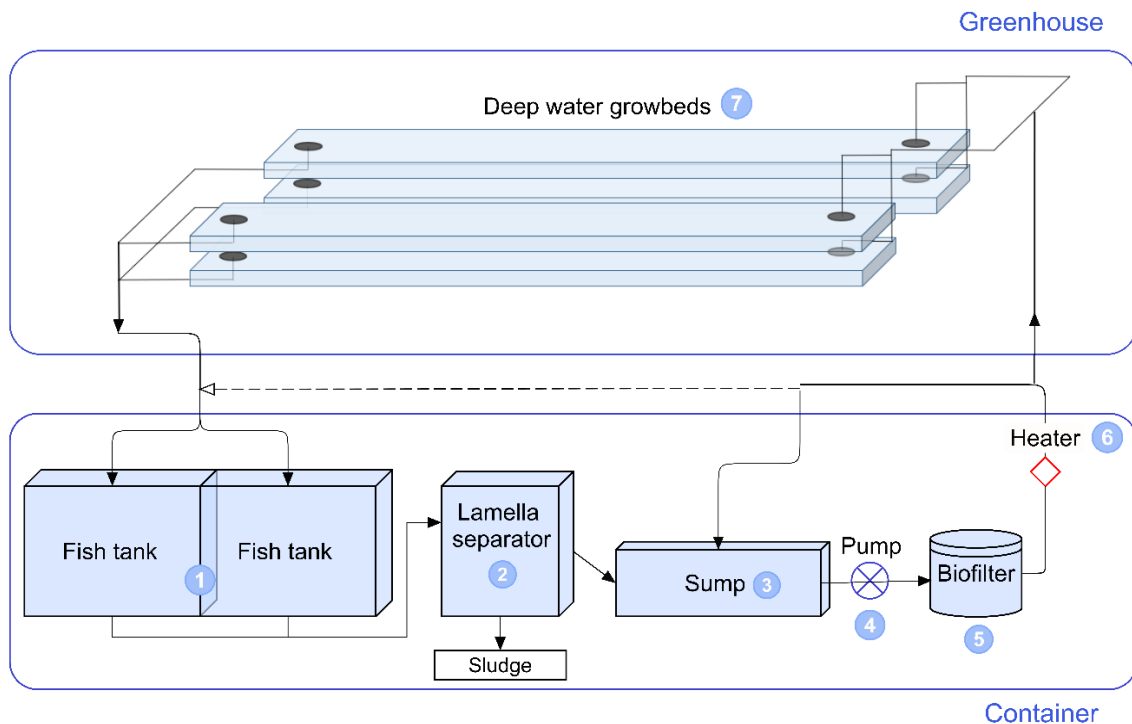 Greenhouse
Deep water growbeds 7
Heater 6
Fish tank
Fish tank
1
Lamella
separator
2
Sludge
Sump 3
Pump
4
Biofilter
5
Container